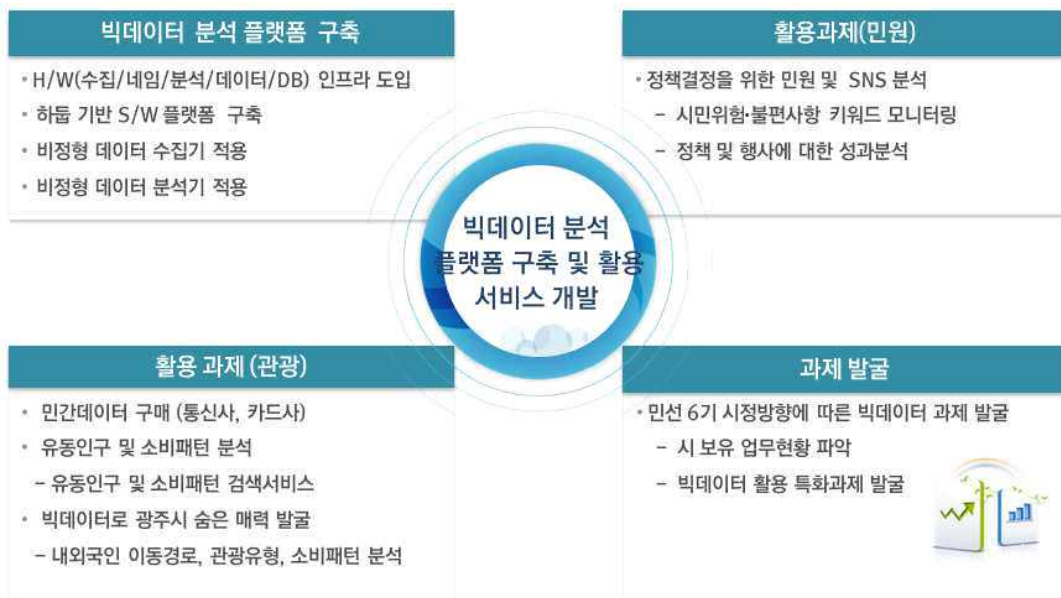 빅데이터 분석 플랫폼 구축
• H/W(수집/네임/분석/데이터/DB) 인프라 도입
• 하둡 기반 S/W 플랫폼 구축
• 비정형 데이터 수집기 적용
• 비정형 데이터 분석기 적용
활용과제(민원)
• 정책결정을 위한 민원 및 SNS 분석
– 시민위험·불편사항 키워드 모니터링
– 정책 및 행사에 대한 성과분석
빅데이터 분석
플랫폼 구축 및 활용
서비스 개발
활용 과제 (관광)
• 민간데이터 구매 (통신사, 카드사)
• 유동인구 및 소비패턴 분석
– 유동인구 및 소비패턴 검색서비스
• 빅데이터로 광주시 숨은 매력 발굴
– 내외국인 이동경로, 관광유형, 소비패턴 분석
과제 발굴
• 민선 6기 시정방향에 따른 빅데이터 과제 발굴
– 시 보유 업무현황 파악
– 빅데이터 활용 특화과제 발굴